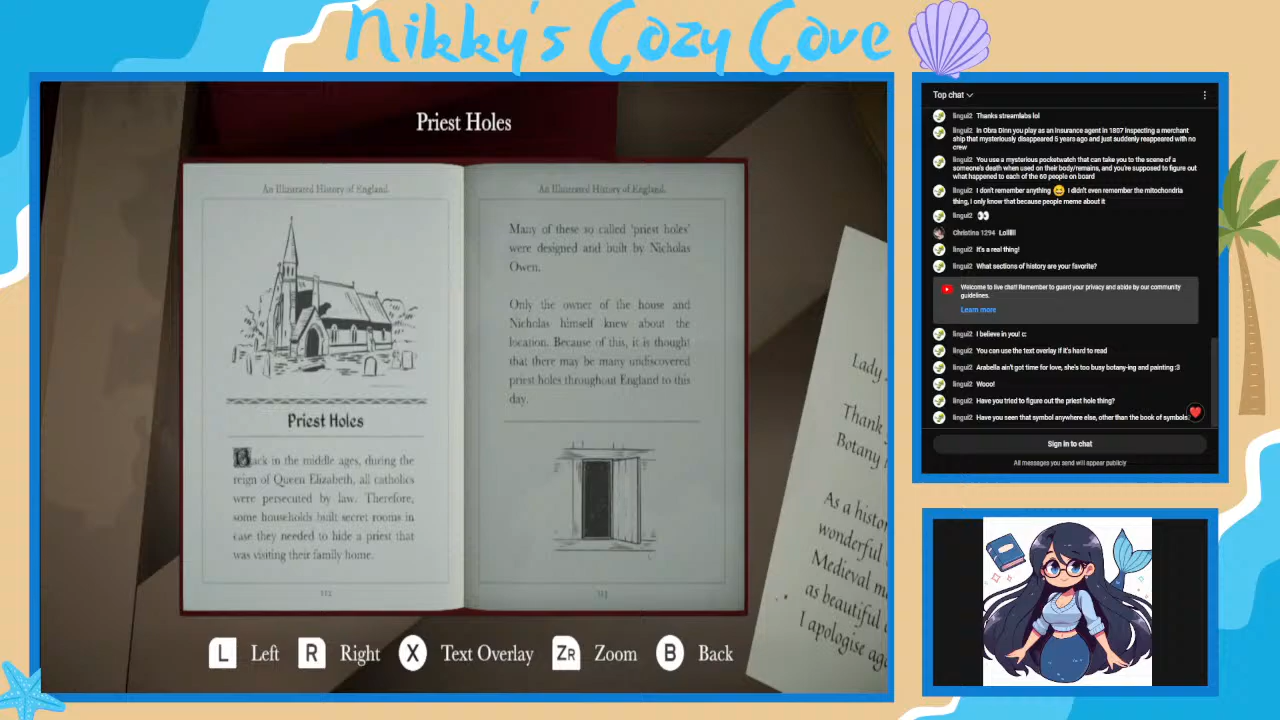 Nikky's Cozy Cove
Priest Holes
An Illustrated History of England.
Priest Holes
Back in the middle ages, during the
reign of Queen Elizabeth, all catholics
were persecuted by law. Therefore,
some households built secret rooms in
case they needed to hide a priest that
was visiting their family home.
An Illustrated History of England.
Many of these so called 'priest holes'
were designed and built by Nicholas
Owen.
Only the owner of the house and
Nicholas himself knew about the
location. Because of this, it is thought
that there may be many undiscovered
priest holes throughout England to this
day.
Lady
Thank
Botany
As a histor
wonderful
Medieval m
as beautiful
I apologise ag
L Left R Right X Text Overlay ZR Zoom B Back
Top chat
lingui2 Thanks streamlabs lol
lingui2 In Obra Dinn you play as an insurance agent in 1807 inspecting a merchant
ship that mysteriously disappeared 5 years ago and just suddenly reappeared with no
crew
lingui2 You use a mysterious pocketwatch that can take you to the scene of a
someone's death when used on their body/remains, and you're supposed to figure out
what happened to each of the 60 people on board
lingui2 I don't remember anything 😄 I didn't even remember the mitochondria
thing, I only know that because people meme about it
lingui2 👀
Christina 1294 Lolllll
lingui2 It's a real thing!
lingui2 What sections of history are your favorite?
Welcome to live chat! Remember to guard your privacy and abide by our community
guidelines.
Learn more
lingui2 I believe in you! c:
lingui2 You can use the text overlay if it's hard to read
lingui2 Arabella ain't got time for love, she's too busy botany-ing and painting :3
lingui2 Wooo!
lingui2 Have you tried to figure out the priest hole thing?
lingui2 Have you seen that symbol anywhere else, other than the book of symbols
Sign in to chat
All messages you send will appear publicly